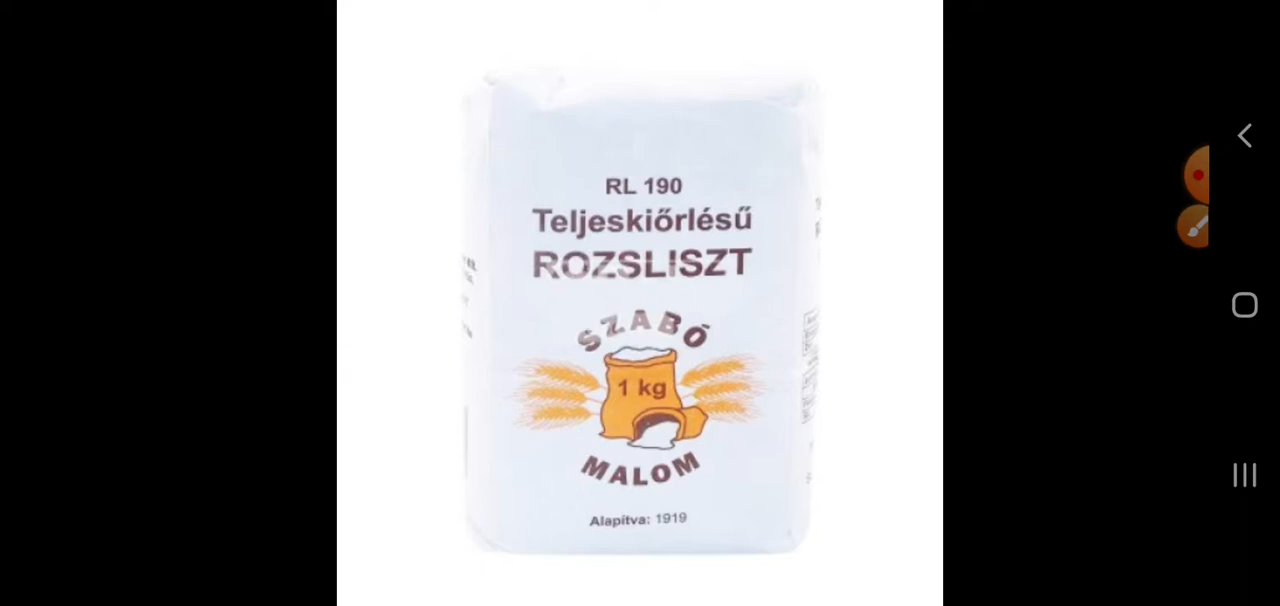 RL 190
Teljeskiőrlésű
ROZSLISZT
SZABÓ
1 kg
MALOM
Alapítva: 1919